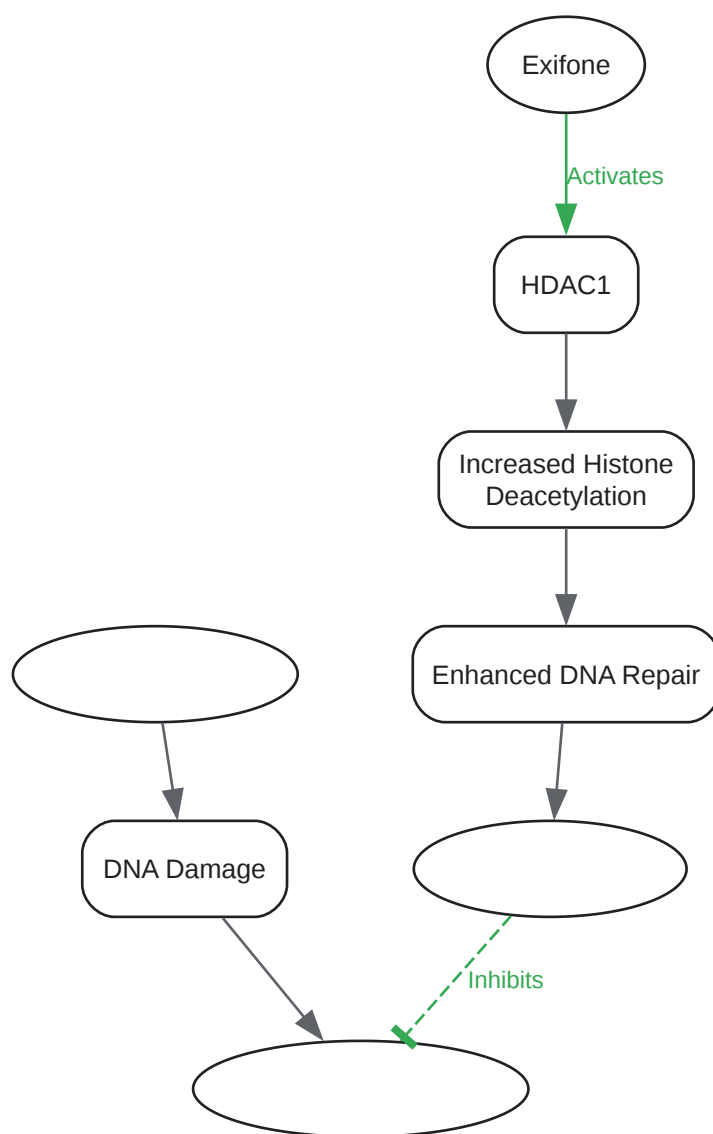 Exifone
Activates
HDAC1
Increased Histone
Deacetylation
Enhanced DNA Repair
DNA Damage
Inhibits